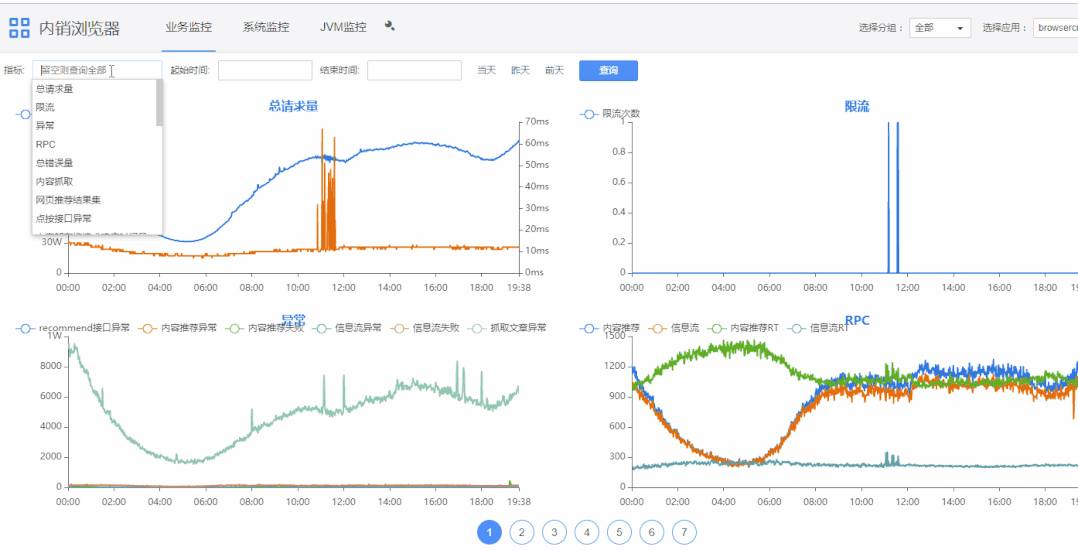 内销浏览器 业务监控 系统监控 JVM监控 选择分组： 全部 选择应用： browsercr
指标: 留空则查询全部 起始时间: 结束时间: 当天 昨天 前天 查询
总请求量
限流
异常
RPC
总错误量
内容抓取
网页推荐结果集
点按接口异常
总请求量
70ms
60ms
50ms
40ms
30ms
20ms
10ms
0ms
30W
0
00:00 02:00 04:00 06:00 08:00 10:00 12:00 14:00 16:00 18:00 19:38
限流
限流次数
1
0.8
0.6
0.4
0.2
0
00:00 02:00 04:00 06:00 08:00 10:00 12:00 14:00 16:00 18:00 19
异常
recommend接口异常 内容推荐异常 内容推荐失败 信息流异常 信息流失败 抓取文章异常
1W
8000
6000
4000
2000
0
00:00 02:00 04:00 06:00 08:00 10:00 12:00 14:00 16:00 18:00 19:38
RPC
内容推荐 信息流 内容推荐RT 信息流RT
1500
1200
900
600
300
0
00:00 02:00 04:00 06:00 08:00 10:00 12:00 14:00 16:00 18:00 19
1 2 3 4 5 6 7